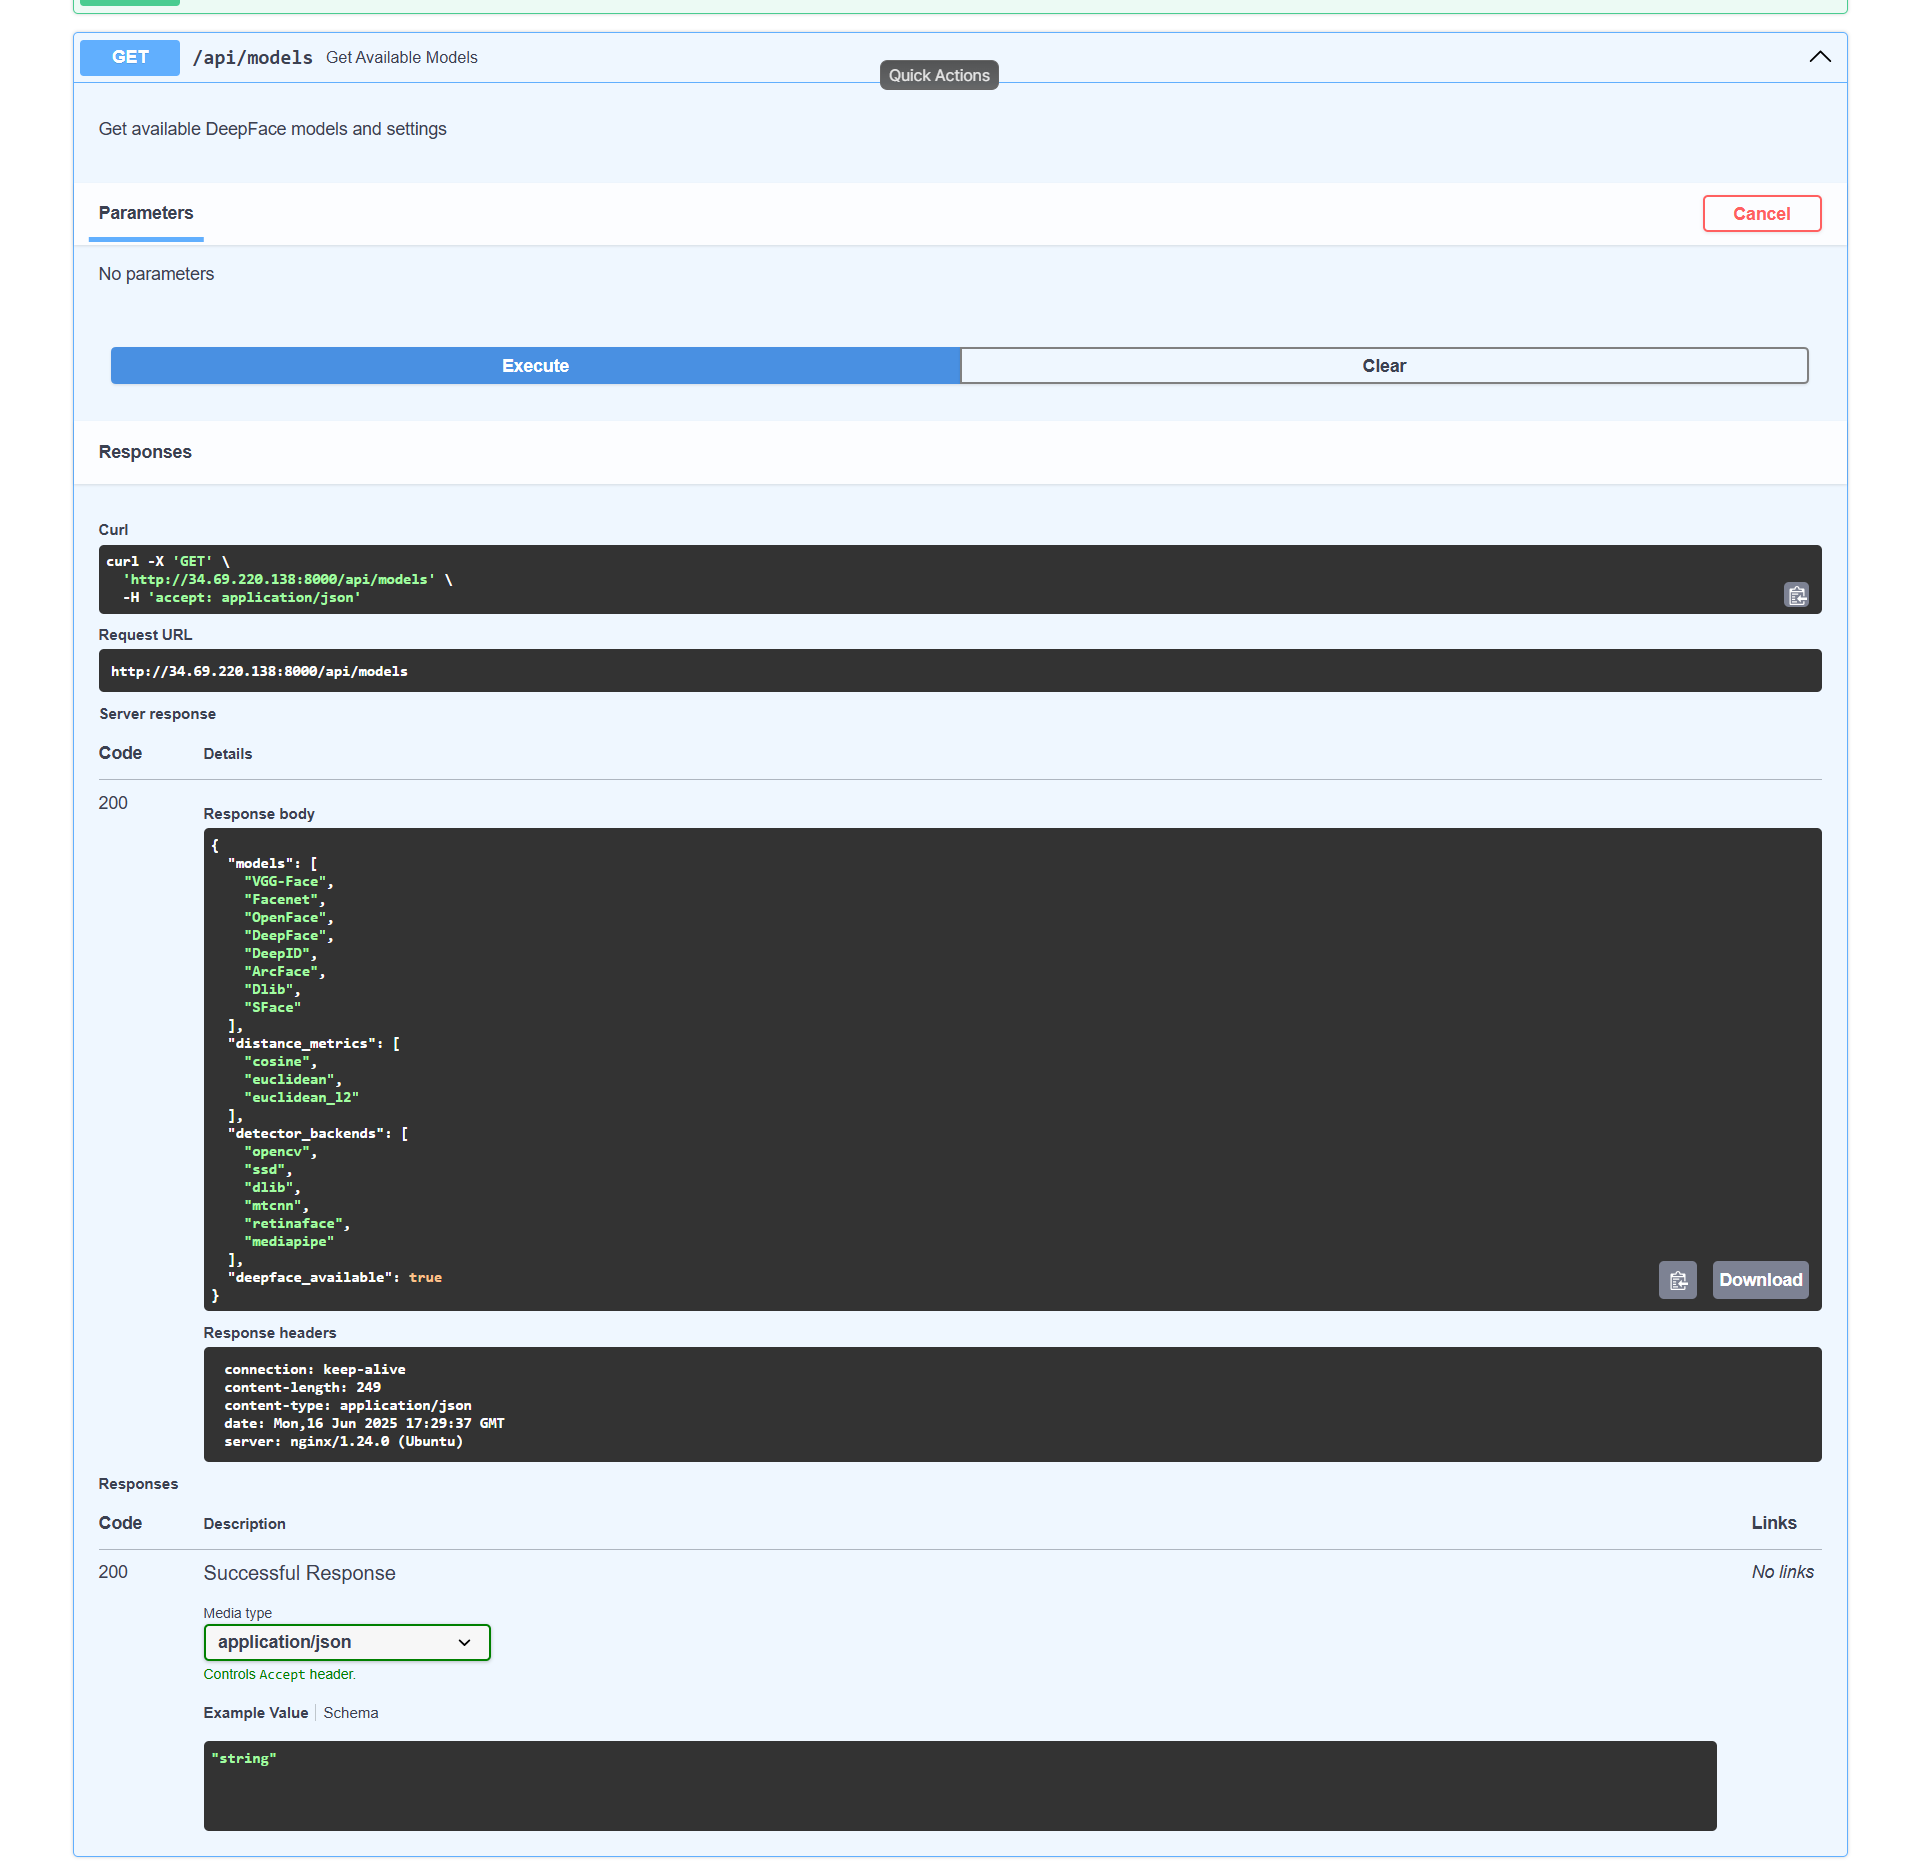 GET /api/models Get Available Models
Quick Actions
Get available DeepFace models and settings
Parameters
Cancel
No parameters
Execute
Clear
Responses
Curl
curl -X 'GET' \
  'http://34.69.220.138:8000/api/models' \
  -H 'accept: application/json'
Request URL
http://34.69.220.138:8000/api/models
Server response
Code Details
200
Response body
{
  "models": [
    "VGG-Face",
    "Facenet",
    "OpenFace",
    "DeepFace",
    "DeepID",
    "ArcFace",
    "Dlib",
    "SFace"
  ],
  "distance_metrics": [
    "cosine",
    "euclidean",
    "euclidean_l2"
  ],
  "detector_backends": [
    "opencv",
    "ssd",
    "dlib",
    "mtcnn",
    "retinaface",
    "mediapipe"
  ],
  "deepface_available": true
}
Download
Response headers
connection: keep-alive
content-length: 249
content-type: application/json
date: Mon,16 Jun 2025 17:29:37 GMT
server: nginx/1.24.0 (Ubuntu)
Responses
Code Description Links
200 Successful Response No links
Media type
application/json
Controls Accept header.
Example Value Schema
"string"